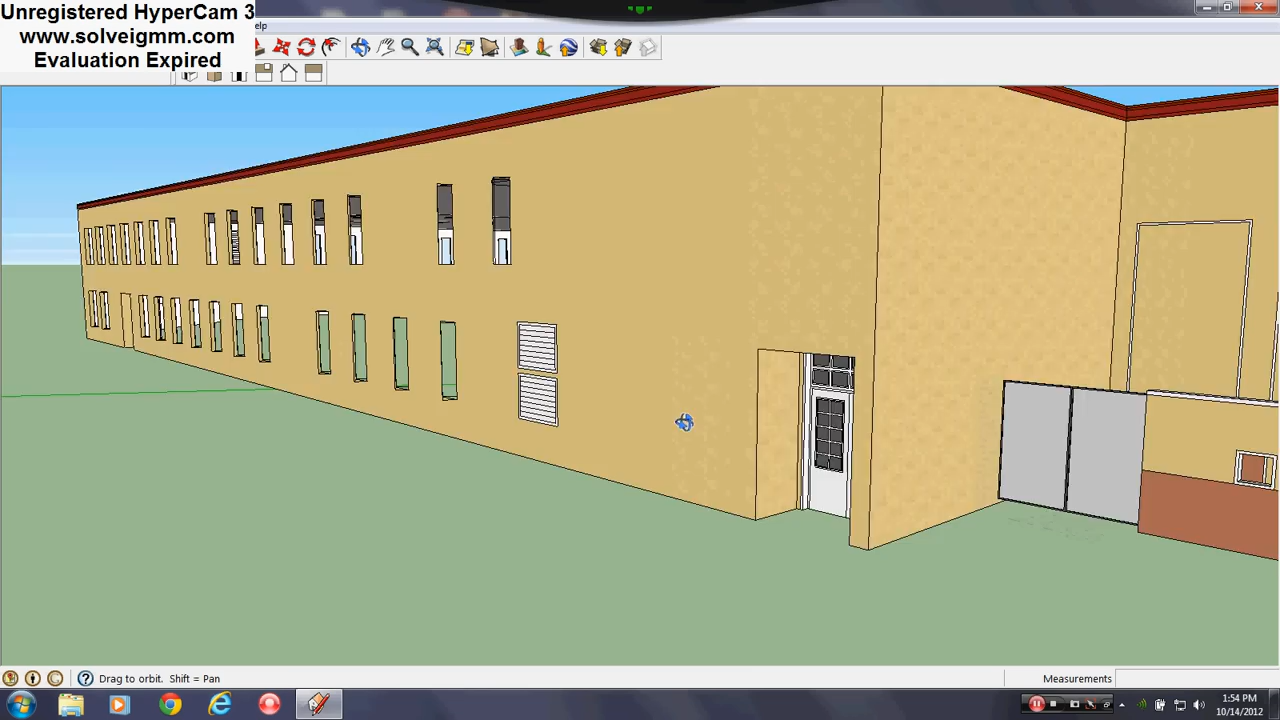 Unregistered HyperCam 3
www.solveigmm.com
Evaluation Expired
elp
Drag to orbit. Shift = Pan
Measurements
1:54 PM
10/14/2012